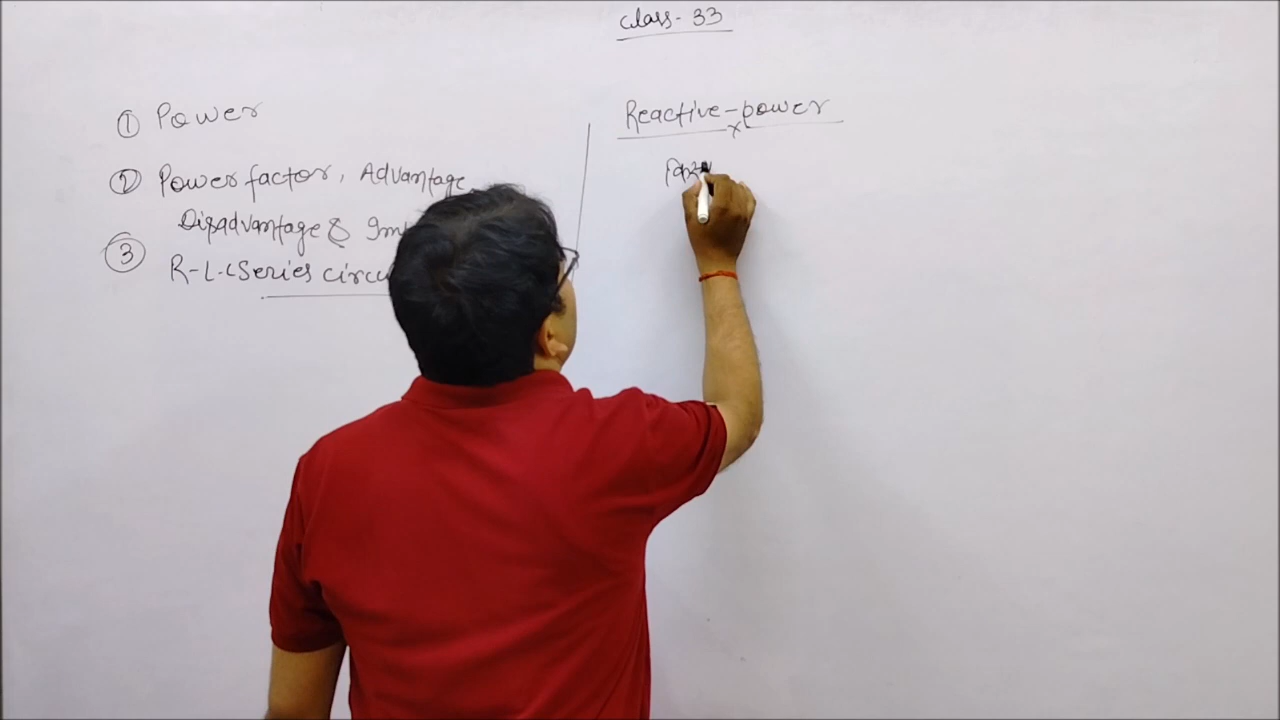 Class - 33
① Power
② Power factor, Advantage
Disadvantage &
③ R-L-C Series
Reactive-power